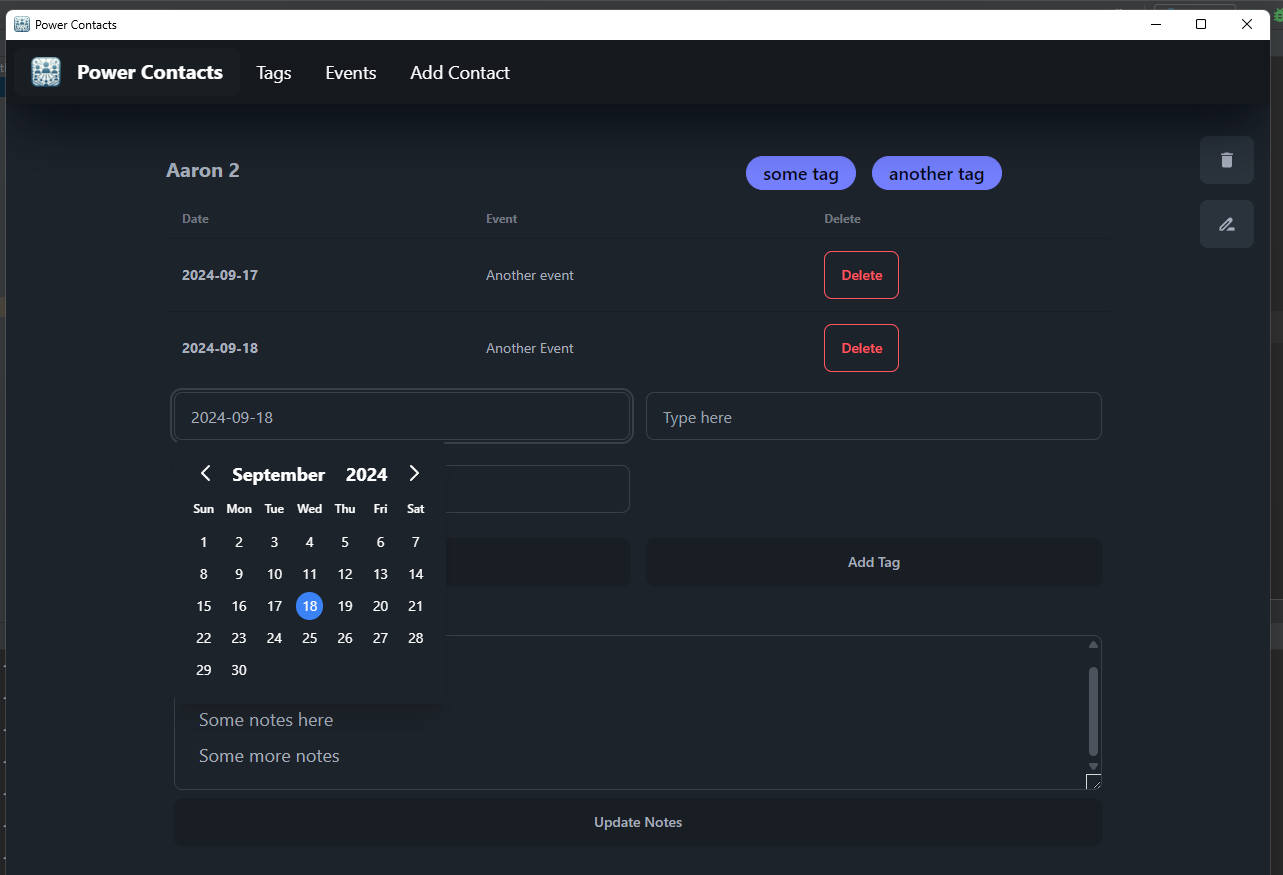 Power Contacts
Power Contacts Tags Events Add Contact
Aaron 2 some tag another tag
Date Event Delete
2024-09-17 Another event Delete
2024-09-18 Another Event Delete
2024-09-18 Type here
September 2024
Sun Mon Tue Wed Thu Fri Sat
1 2 3 4 5 6 7
8 9 10 11 12 13 14
Add Tag
15 16 17 18 19 20 21
22 23 24 25 26 27 28
29 30
Some notes here
Some more notes
Update Notes